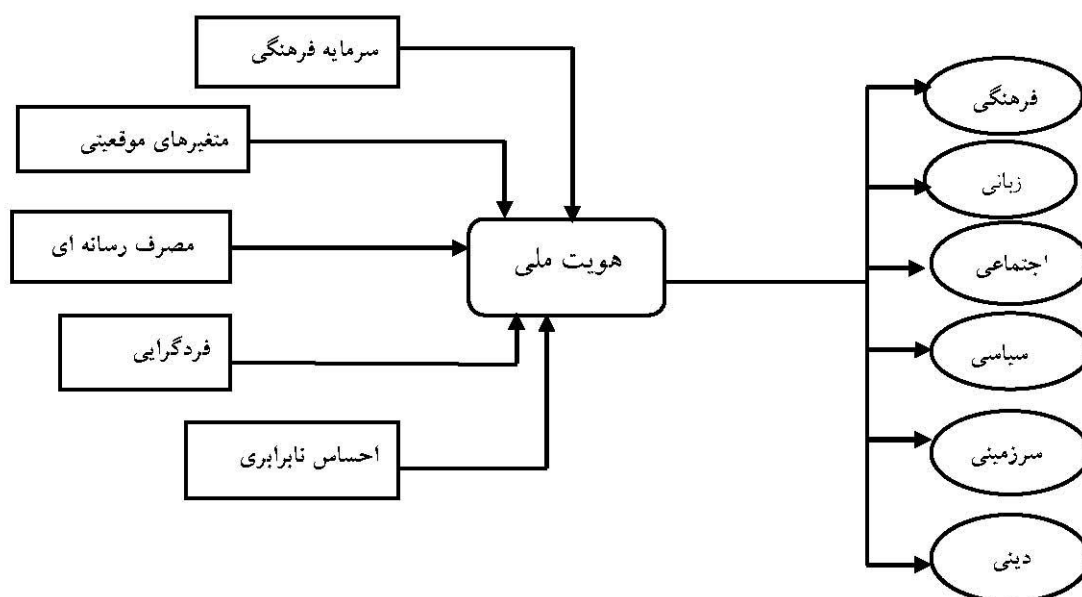 سرمایه فرهنگی
متغیرهای موقعیتی
مصرف رسانه ای
فردگرایی
احساس نابرابری
هویت ملی
فرهنگی
زبانی
اجتماعی
سیاسی
سرزمینی
دینی